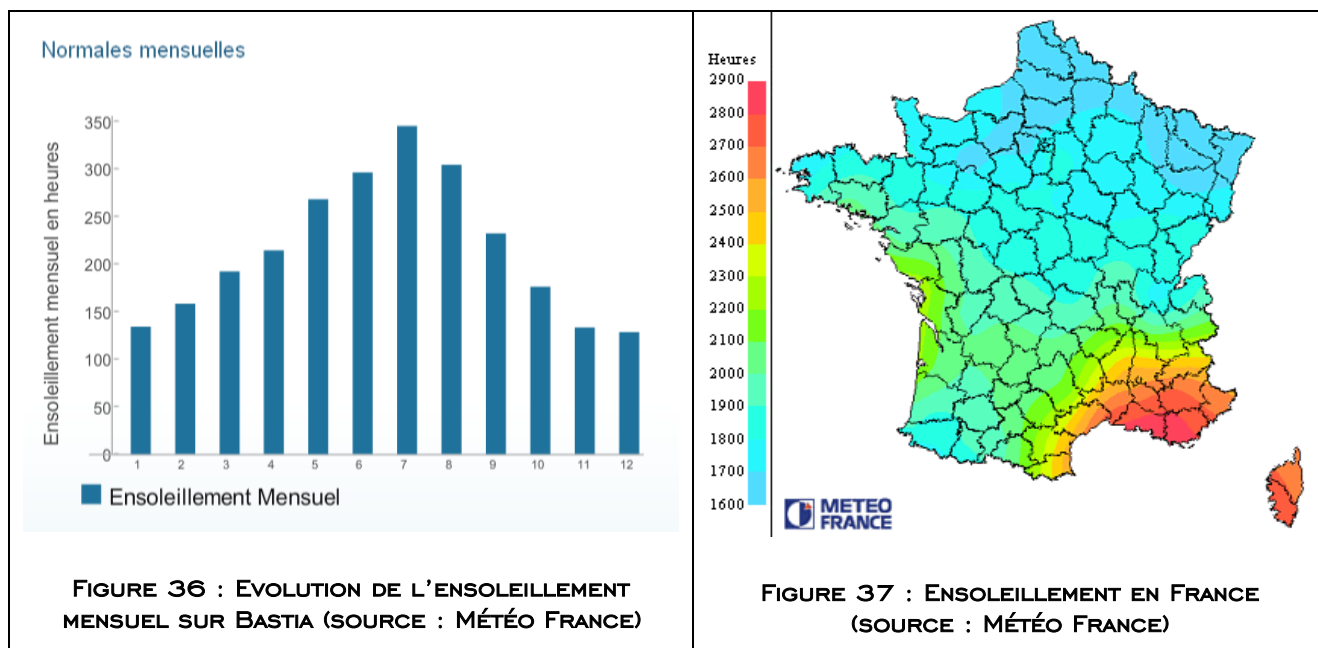 Normales mensuelles
Ensoleillement mensuel en heures
350
300
250
200
150
100
50
0
1 2 3 4 5 6 7 8 9 10 11 12
Ensoleillement Mensuel
FIGURE 36 : EVOLUTION DE L'ENSOLEILLEMENT
MENSUEL SUR BASTIA (SOURCE : MÉTÉO FRANCE)
Heures
2900
2800
2700
2600
2500
2400
2300
2200
2100
2000
1900
1800
1700
1600
METEO
FRANCE
FIGURE 37 : ENSOLEILLEMENT EN FRANCE
(SOURCE : MÉTÉO FRANCE)